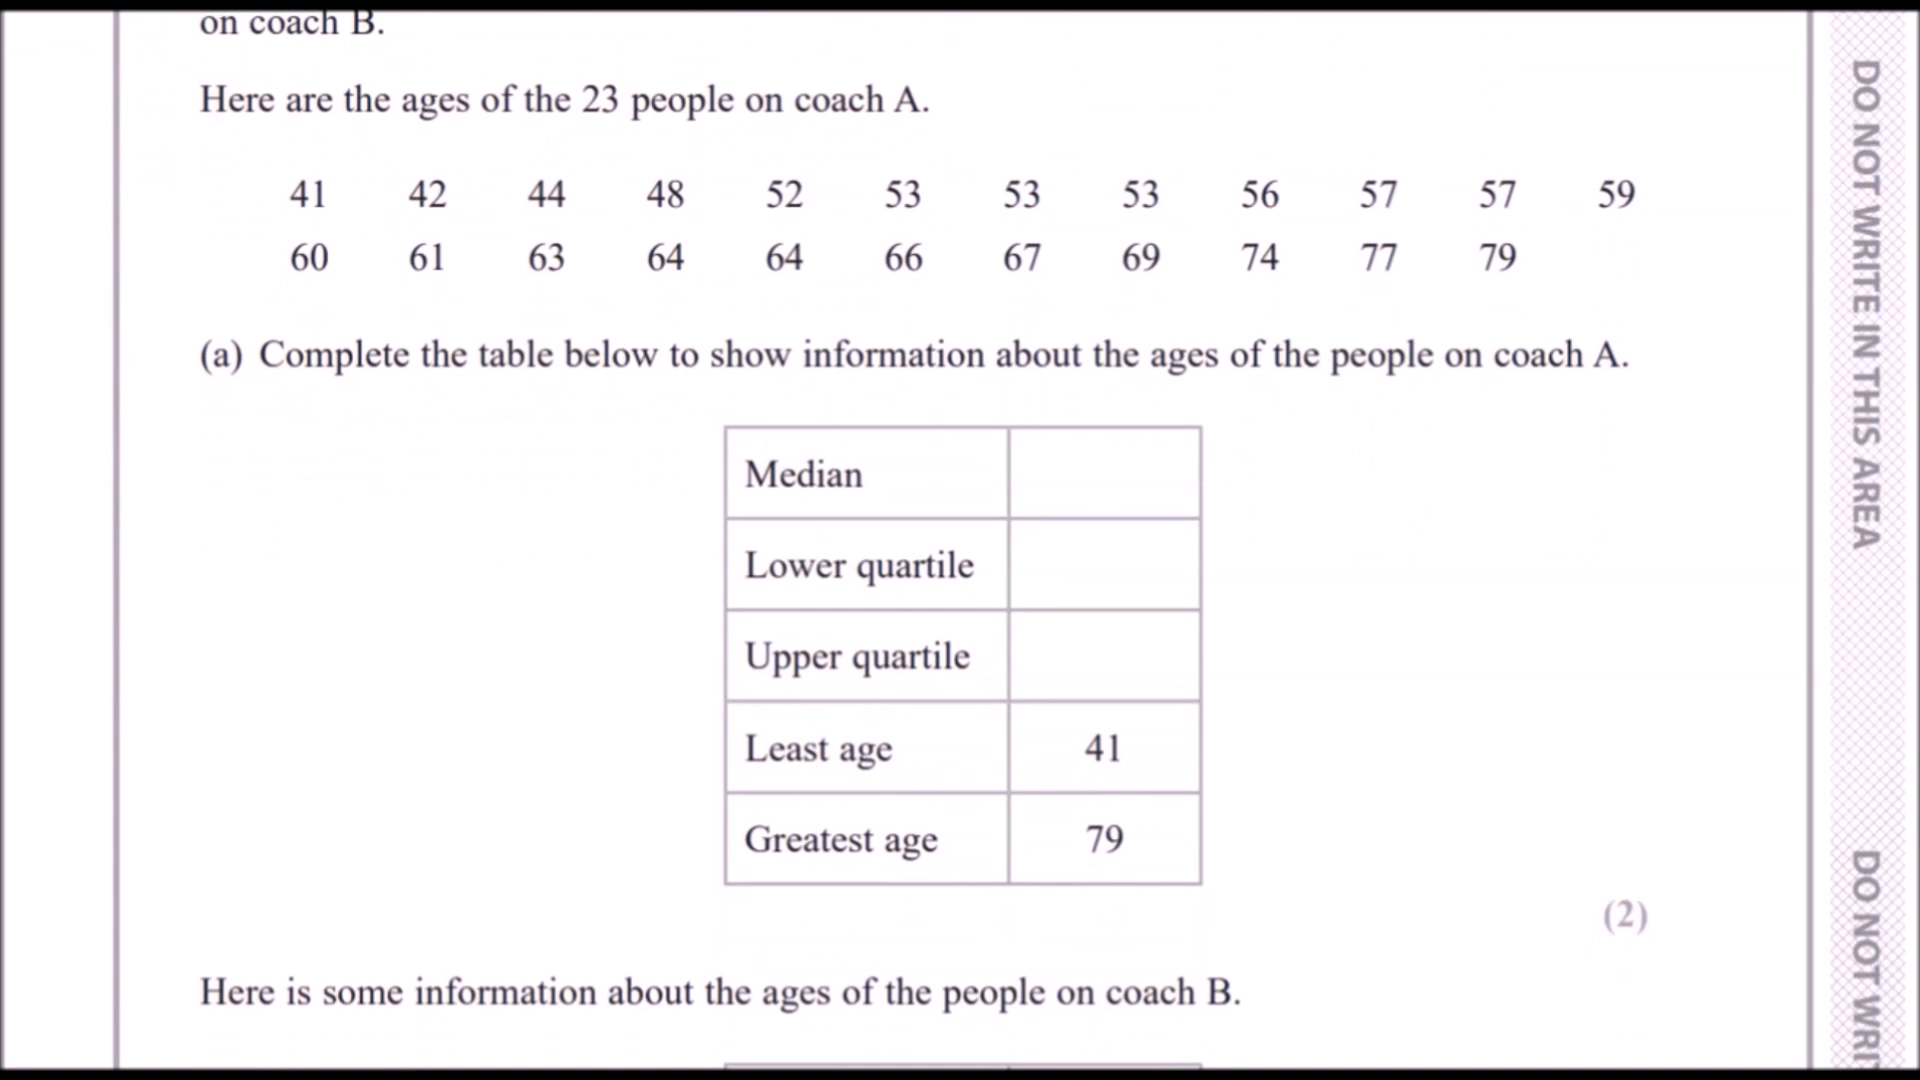 on coach B.
Here are the ages of the 23 people on coach A.
41 42 44 48 52 53 53 53 56 57 57 59
60 61 63 64 64 66 67 69 74 77 79
(a) Complete the table below to show information about the ages of the people on coach A.
Median
Lower quartile
Upper quartile
Least age 41
Greatest age 79
(2)
Here is some information about the ages of the people on coach B.
DO NOT WRITE IN THIS AREA
DO NOT WRI